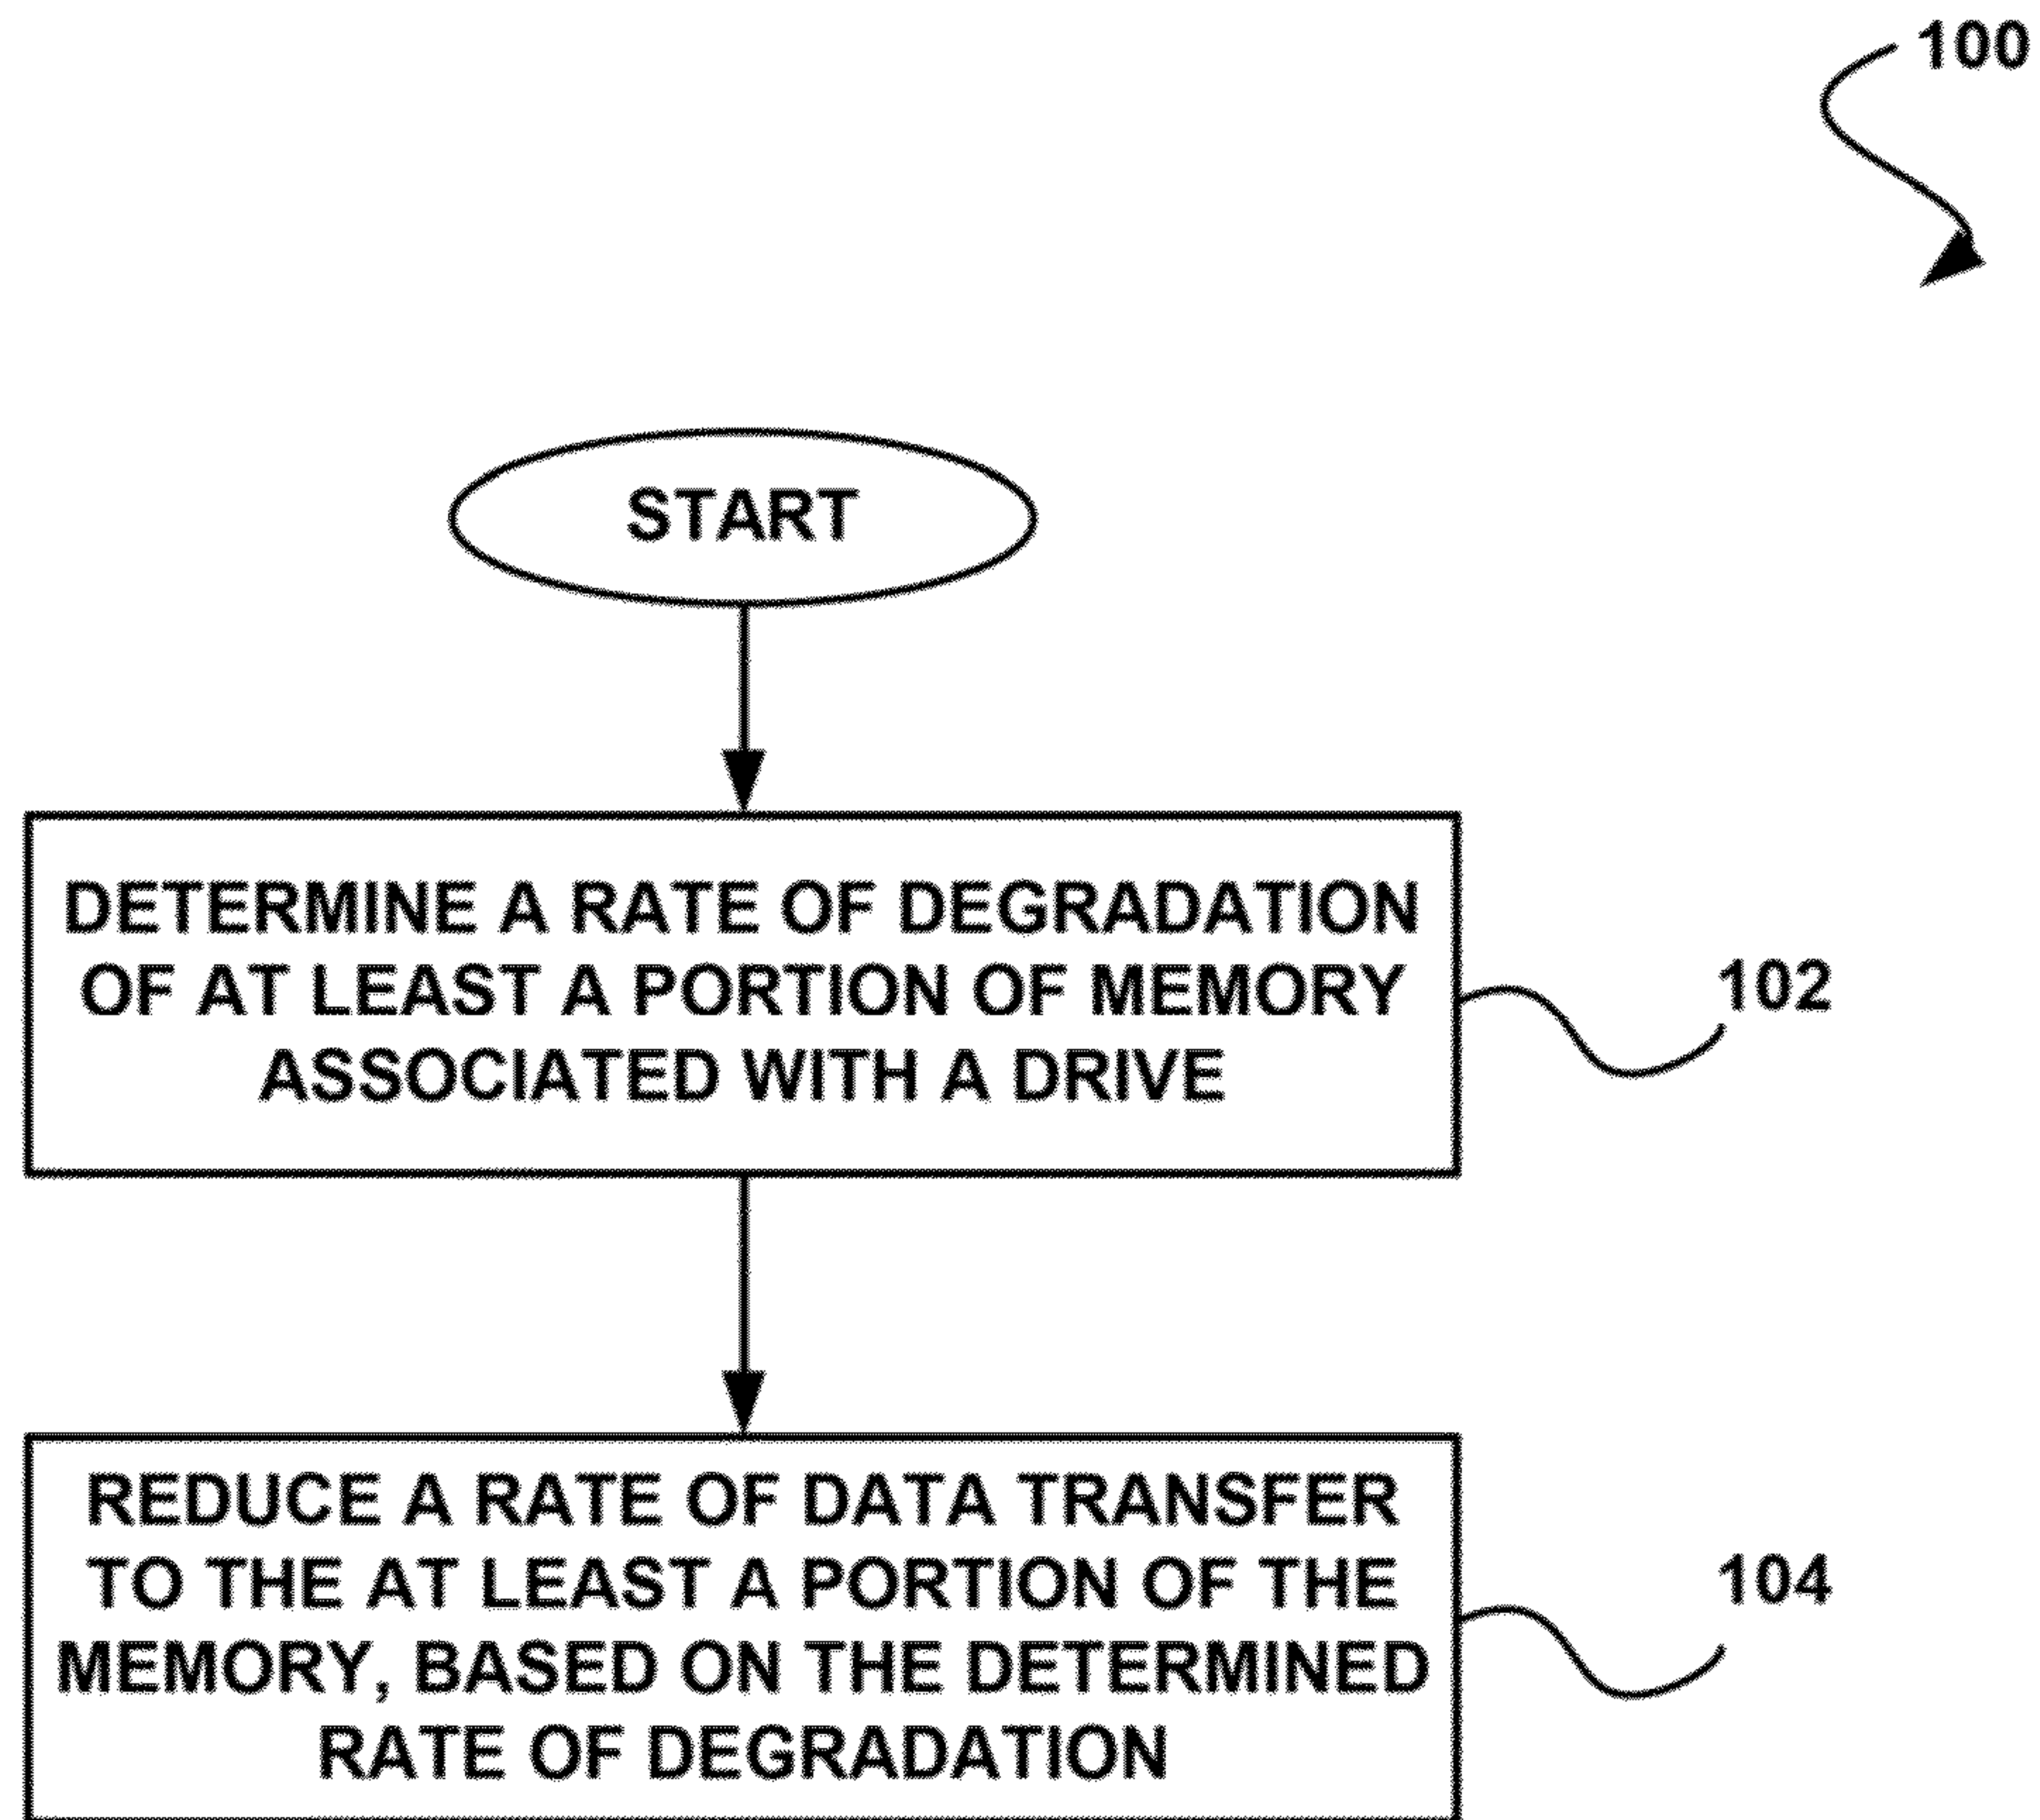 100
START
DETERMINE A RATE OF DEGRADATION
OF AT LEAST A PORTION OF MEMORY
ASSOCIATED WITH A DRIVE
102
REDUCE A RATE OF DATA TRANSFER
TO THE AT LEAST A PORTION OF THE
MEMORY, BASED ON THE DETERMINED
RATE OF DEGRADATION
104